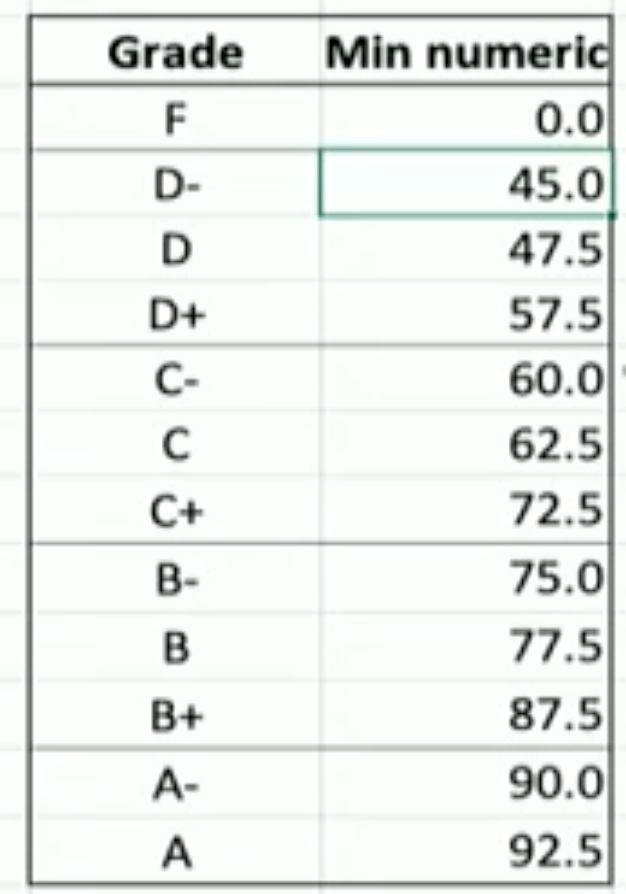 Grade Min numeric
F 0.0
D- 45.0
D 47.5
D+ 57.5
C- 60.0
C 62.5
C+ 72.5
B- 75.0
B 77.5
B+ 87.5
A- 90.0
A 92.5